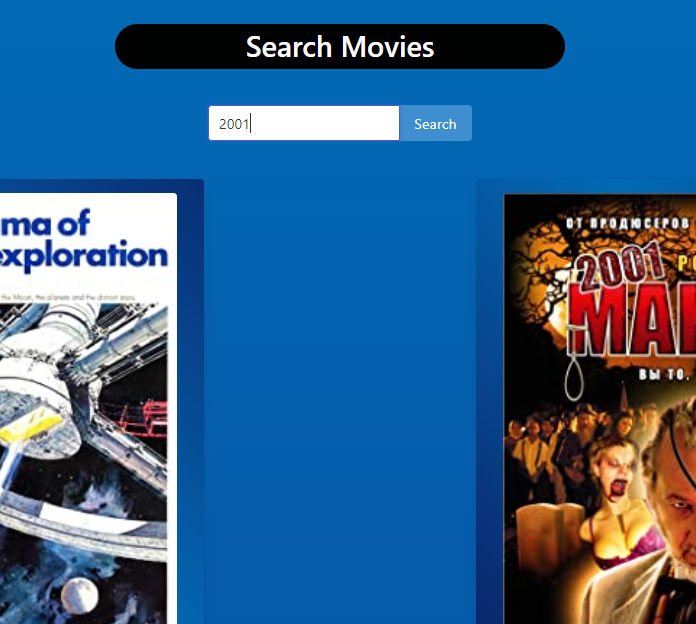 Search Movies
2001
Search
ma of
exploration
the Moon, the planets and the distant stars.
ОТ ПРОДЮСЕРОВ
2001
МАН
ВЫ ТО,